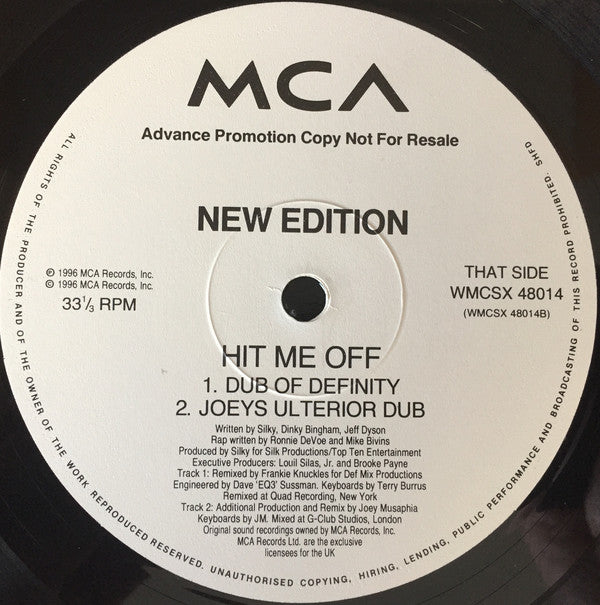 MCA
Advance Promotion Copy Not For Resale
NEW EDITION
℗ 1996 MCA Records, Inc.
© 1996 MCA Records, Inc.
33⅓ RPM
THAT SIDE
WMCSX 48014
(WMCSX 48014B)
HIT ME OFF
1. DUB OF DEFINITY
2. JOEYS ULTERIOR DUB
Written by Silky, Dinky Bingham, Jeff Dyson
Rap written by Ronnie DeVoe and Mike Bivins
Produced by Silky for Silk Productions/Top Ten Entertainment
Executive Producers: Louil Silas, Jr. and Brooke Payne
Track 1: Remixed by Frankie Knuckles for Def Mix Productions
Engineered by Dave 'EQ3' Sussman. Keyboards by Terry Burrus
Remixed at Quad Recording, New York
Track 2: Additional Production and Remix by Joey Musaphia
Keyboards by JM. Mixed at G-Club Studios, London
Original sound recordings owned by MCA Records, Inc.
MCA Records Ltd. are the exclusive
licensees for the UK
ALL RIGHTS OF THE PRODUCER AND OF THE OWNER OF THE WORK REPRODUCED RESERVED. UNAUTHORISED COPYING, HIRING, LENDING, PUBLIC PERFORMANCE AND BROADCASTING OF THIS RECORD PROHIBITED. SHFD